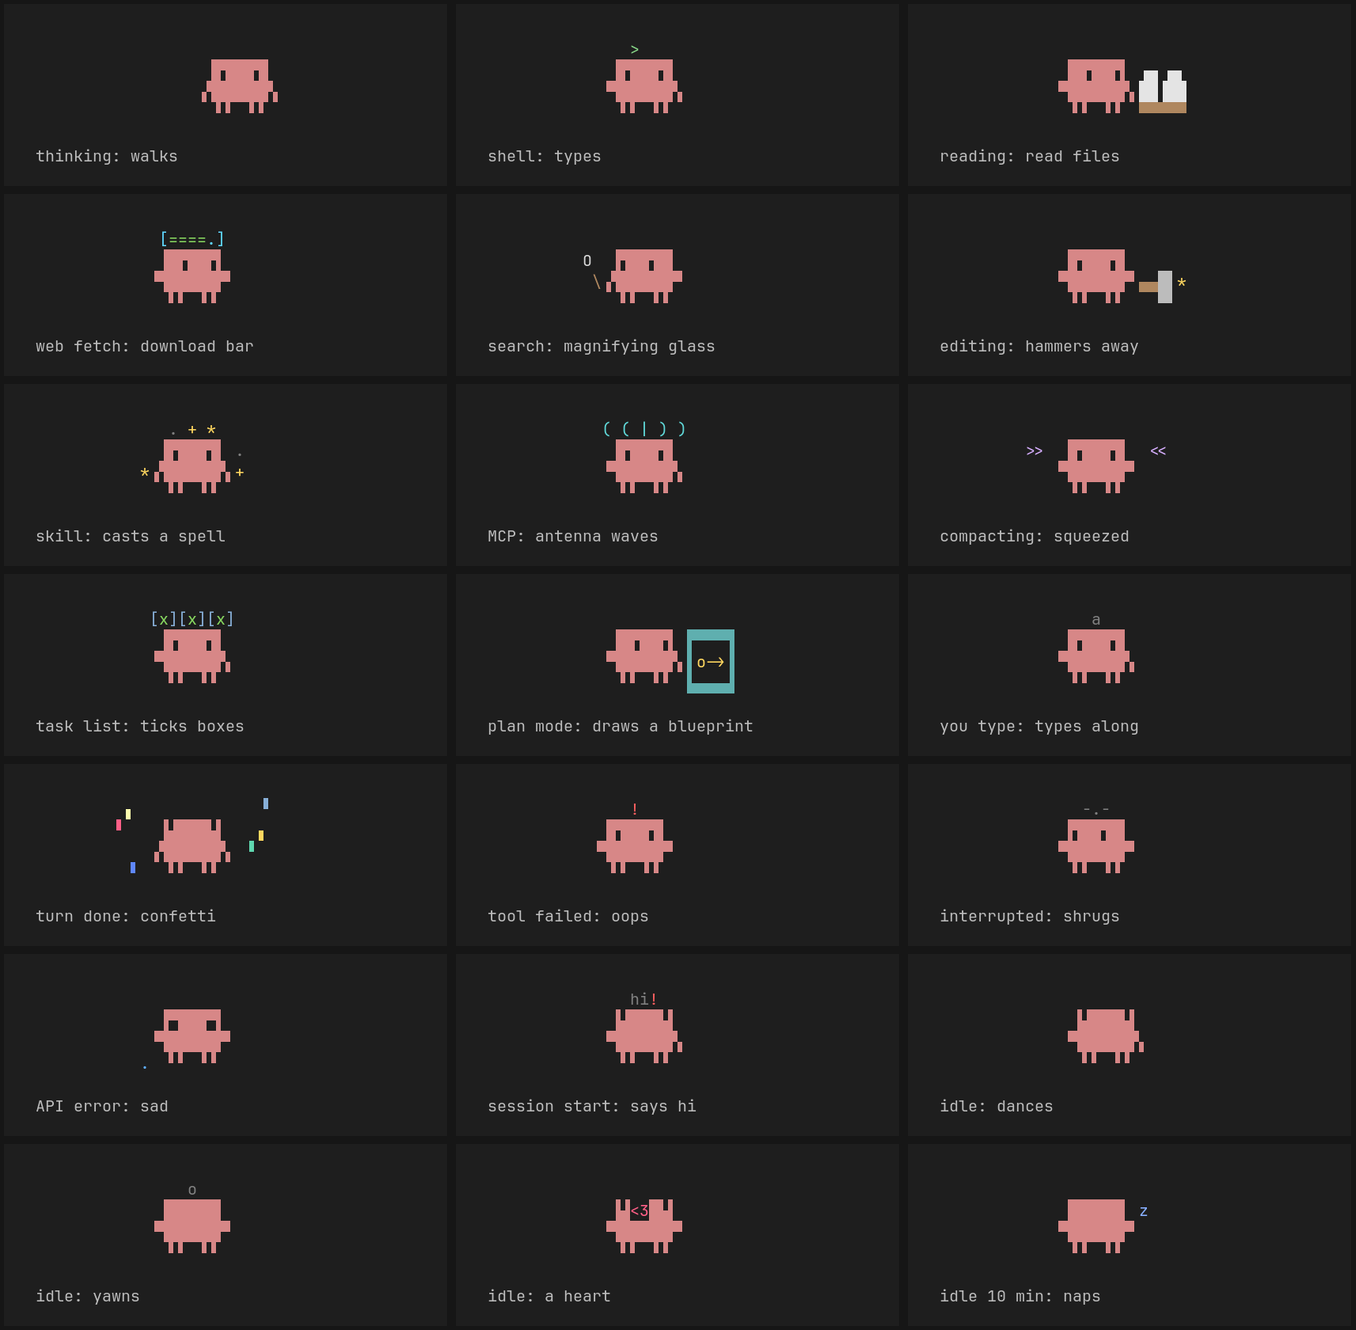 >
thinking: walks
shell: types
reading: read files
[====.]
O
\
*
web fetch: download bar
search: magnifying glass
editing: hammers away
. + *
.
* +
( ( | ) )
>> <<
skill: casts a spell
MCP: antenna waves
compacting: squeezed
[x][x][x]
o->
a
task list: ticks boxes
plan mode: draws a blueprint
you type: types along
!
-.-
turn done: confetti
tool failed: oops
interrupted: shrugs
.
hi!
API error: sad
session start: says hi
idle: dances
o
<3
z
idle: yawns
idle: a heart
idle 10 min: naps